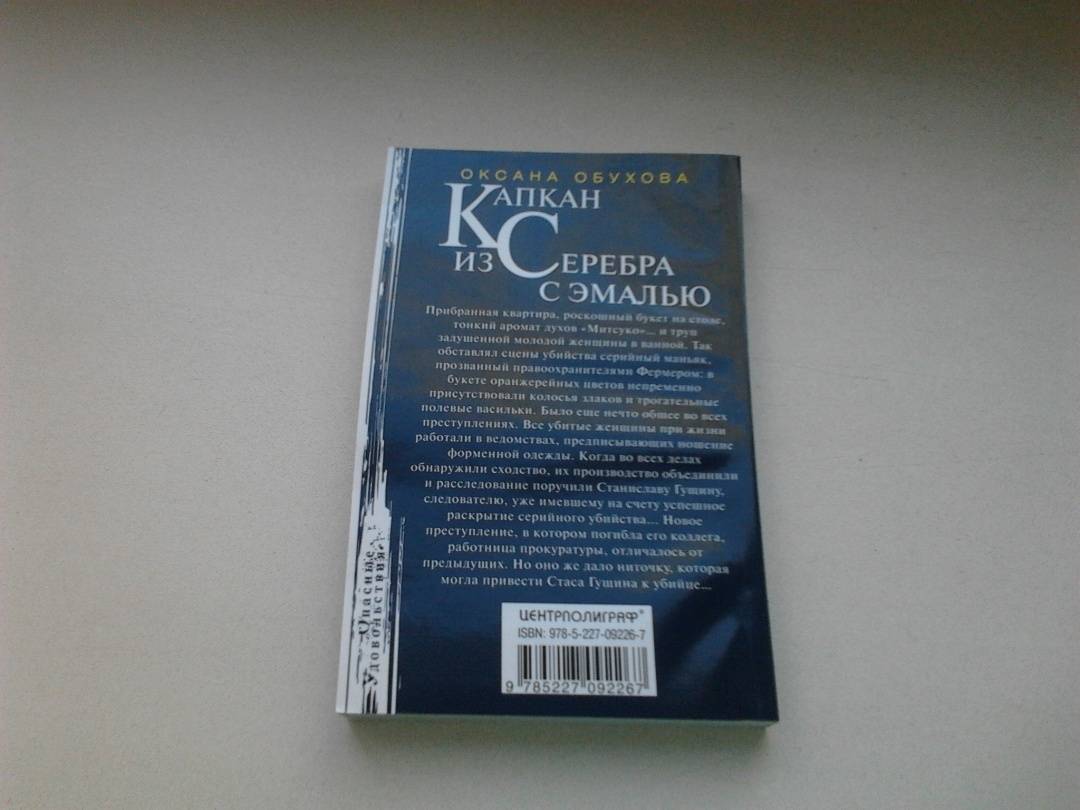 ОКСАНА ОБУХОВА
КАПКАН
ИЗ СЕРЕБРА
С ЭМАЛЬЮ
Прибранная квартира, роскошный букет на столе,
тонкий аромат духов «Митсуко»... и труп
задушенной молодой женщины в ванной. Так
обставлял сцены убийства серийный маньяк,
прозванный правоохранителями Фермером: в
букете оранжерейных цветов непременно
присутствовали колосья злаков и трогательные
полевые васильки. Было еще нечто общее во всех
преступлениях. Все убитые женщины при жизни
работали в ведомствах, предписывающих ношение
форменной одежды. Когда во всех делах
обнаружили сходство, их производство объединили
и расследование поручили Станиславу Гущину,
следователю, уже имевшему на счету успешное
раскрытие серийного убийства... Новое
преступление, в котором погибла его коллега,
работница прокуратуры, отличалось от
предыдущих. Но оно же дало ниточку, которая
могла привести Стаса Гущина к убийце...
Опасные
удовольствия
ЦЕНТРПОЛИГРАФ®
ISBN: 978-5-227-09226-7
9 785227 092267